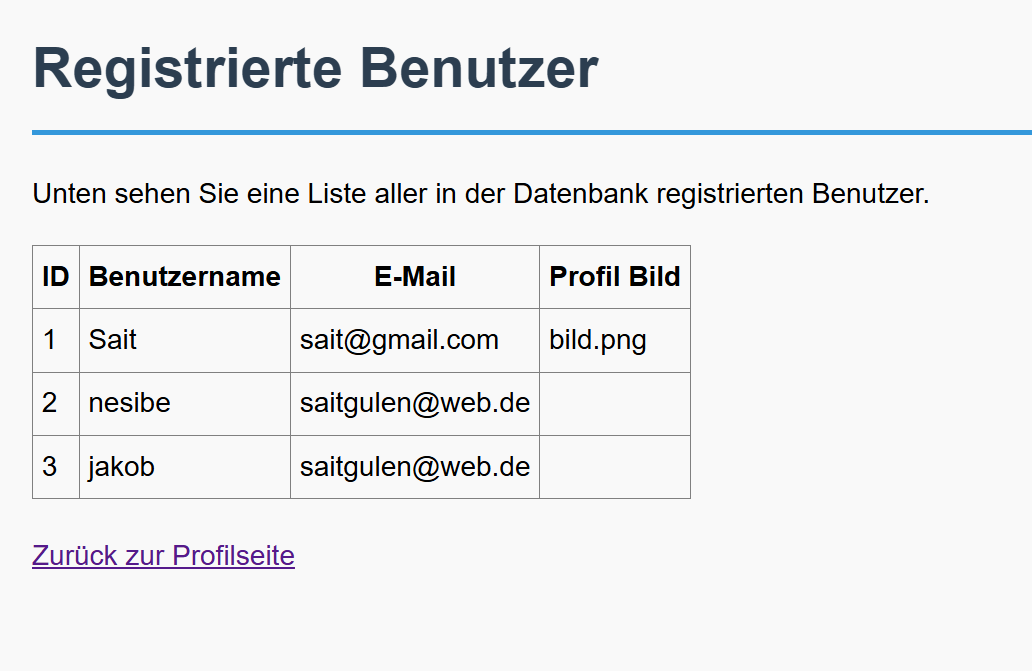 Registrierte Benutzer
Unten sehen Sie eine Liste aller in der Datenbank registrierten Benutzer.
ID Benutzername E-Mail Profil Bild
1 Sait sait@gmail.com bild.png
2 nesibe saitgulen@web.de
3 jakob saitgulen@web.de
Zurück zur Profilseite